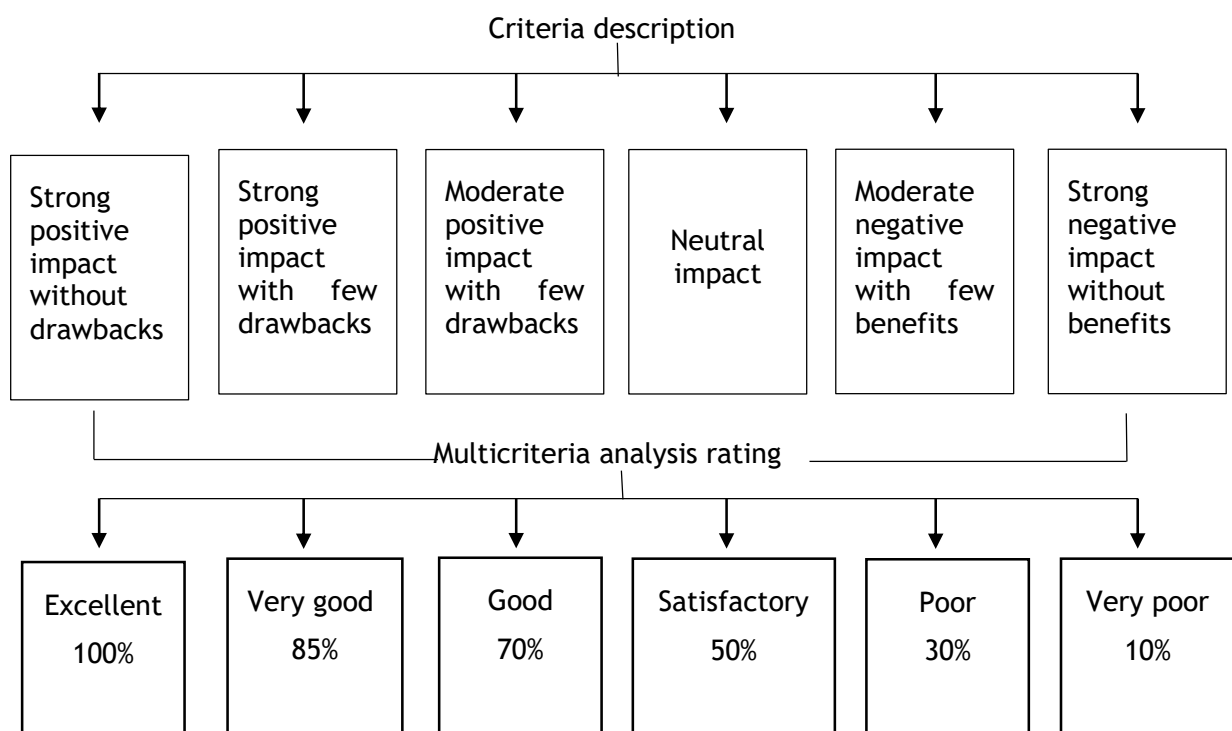 Criteria description
Strong
positive
impact
without
drawbacks
Strong
positive
impact
with few
drawbacks
Moderate
positive
impact
with few
drawbacks
Neutral
impact
Moderate
negative
impact
with few
benefits
Strong
negative
impact
without
benefits
Multicriteria analysis rating
Excellent
100%
Very good
85%
Good
70%
Satisfactory
50%
Poor
30%
Very poor
10%